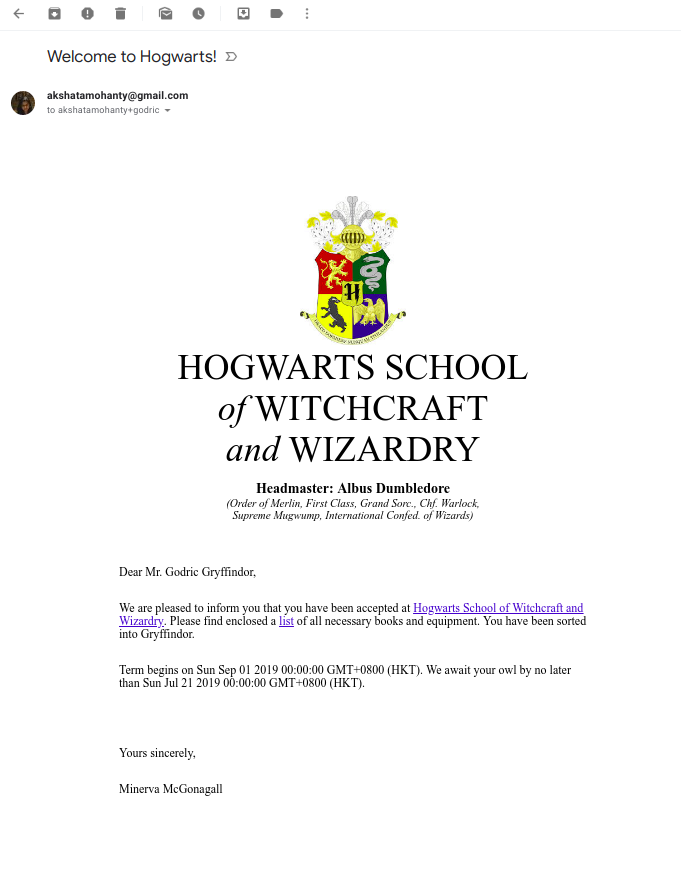 Welcome to Hogwarts!
akshatamohanty@gmail.com
to akshatamohanty+godric
H
HOGWARTS SCHOOL
of WITCHCRAFT
and WIZARDRY
Headmaster: Albus Dumbledore
(Order of Merlin, First Class, Grand Sorc., Chf. Warlock,
Supreme Mugwump, International Confed. of Wizards)
Dear Mr. Godric Gryffindor,
We are pleased to inform you that you have been accepted at Hogwarts School of Witchcraft and
Wizardry. Please find enclosed a list of all necessary books and equipment. You have been sorted
into Gryffindor.
Term begins on Sun Sep 01 2019 00:00:00 GMT+0800 (HKT). We await your owl by no later
than Sun Jul 21 2019 00:00:00 GMT+0800 (HKT).
Yours sincerely,
Minerva McGonagall